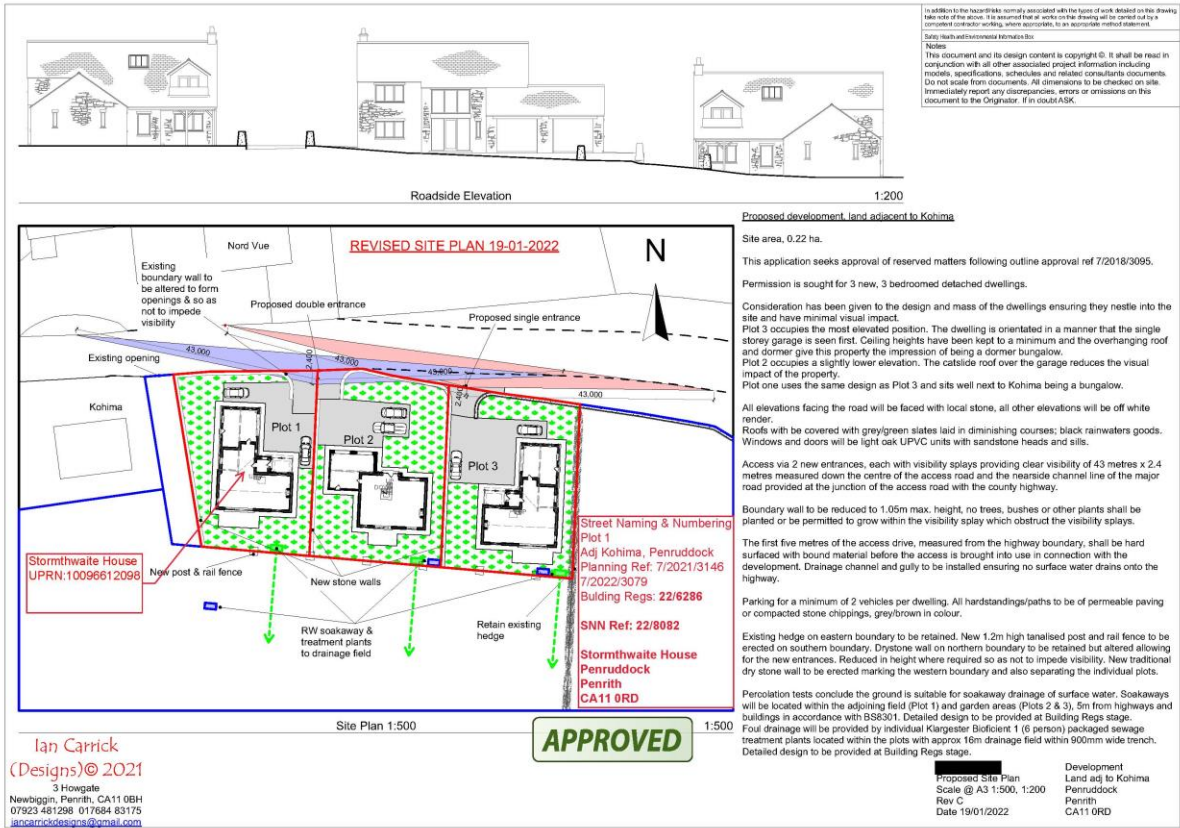 In addition to the hazard/risks normally associated with the types of work detailed on this drawing
take note of the above. It is assumed that all works on this drawing will be carried out by a
competent contractor working, where appropriate, to an appropriate method statement.
Safety Health and Environmental Information Box
Notes
This document and its design content is copyright ©. It shall be read in
conjunction with all other associated project information including
models, specifications, schedules and related consultants documents.
Do not scale from documents. All dimensions to be checked on site.
Immediately report any discrepancies, errors or omissions on this
document to the Originator. If in doubt ASK.
Roadside Elevation
1:200
REVISED SITE PLAN 19-01-2022
N
Nord Vue
Existing
boundary wall to
be altered to form
openings & so as
not to impede
visibility
Proposed double entrance
Proposed single entrance
Existing opening
43,000
43,000
2,400
43,000
2,400
43,000
Kohima
Plot 1
Plot 2
Plot 3
Stormthwaite House
UPRN:10096612098
New post & rail fence
New stone walls
RW soakaway &
treatment plants
to drainage field
Retain existing
hedge
Street Naming & Numbering
Plot 1
Adj Kohima, Penruddock
Planning Ref: 7/2021/3146
7/2022/3079
Bulding Regs: 22/6286
SNN Ref: 22/8082
Stormthwaite House
Penruddock
Penrith
CA11 0RD
Site Plan 1:500
1:500
APPROVED
Ian Carrick
(Designs)© 2021
3 Howgate
Newbiggin, Penrith, CA11 0BH
07923 481298 017684 83175
iancarrickdesigns@gmail.com
Proposed development, land adjacent to Kohima
Site area, 0.22 ha.
This application seeks approval of reserved matters following outline approval ref 7/2018/3095.
Permission is sought for 3 new, 3 bedroomed detached dwellings.
Consideration has been given to the design and mass of the dwellings ensuring they nestle into the
site and have minimal visual impact.
Plot 3 occupies the most elevated position. The dwelling is orientated in a manner that the single
storey garage is seen first. Ceiling heights have been kept to a minimum and the overhanging roof
and dormer give this property the impression of being a dormer bungalow.
Plot 2 occupies a slightly lower elevation. The catslide roof over the garage reduces the visual
impact of the property.
Plot one uses the same design as Plot 3 and sits well next to Kohima being a bungalow.
All elevations facing the road will be faced with local stone, all other elevations will be off white
render.
Roofs with be covered with grey/green slates laid in diminishing courses; black rainwaters goods.
Windows and doors will be light oak UPVC units with sandstone heads and sills.
Access via 2 new entrances, each with visibility splays providing clear visibility of 43 metres x 2.4
metres measured down the centre of the access road and the nearside channel line of the major
road provided at the junction of the access road with the county highway.
Boundary wall to be reduced to 1.05m max. height, no trees, bushes or other plants shall be
planted or be permitted to grow within the visibility splay which obstruct the visibility splays.
The first five metres of the access drive, measured from the highway boundary, shall be hard
surfaced with bound material before the access is brought into use in connection with the
development. Drainage channel and gully to be installed ensuring no surface water drains onto the
highway.
Parking for a minimum of 2 vehicles per dwelling. All hardstandings/paths to be of permeable paving
or compacted stone chippings, grey/brown in colour.
Existing hedge on eastern boundary to be retained. New 1.2m high tanalised post and rail fence to be
erected on southern boundary. Drystone wall on northern boundary to be retained but altered allowing
for the new entrances. Reduced in height where required so as not to impede visibility. New traditional
dry stone wall to be erected marking the western boundary and also separating the individual plots.
Percolation tests conclude the ground is suitable for soakaway drainage of surface water. Soakaways
will be located within the adjoining field (Plot 1) and garden areas (Plots 2 & 3), 5m from highways and
buildings in accordance with BS8301. Detailed design to be provided at Building Regs stage.
Foul drainage will be provided by individual Klargester Bioficient 1 (6 person) packaged sewage
treatment plants located within the plots with approx 16m drainage field within 900mm wide trench.
Detailed design to be provided at Building Regs stage.
Proposed Site Plan
Scale @ A3 1:500, 1:200
Rev C
Date 19/01/2022
Development
Land adj to Kohima
Penruddock
Penrith
CA11 0RD